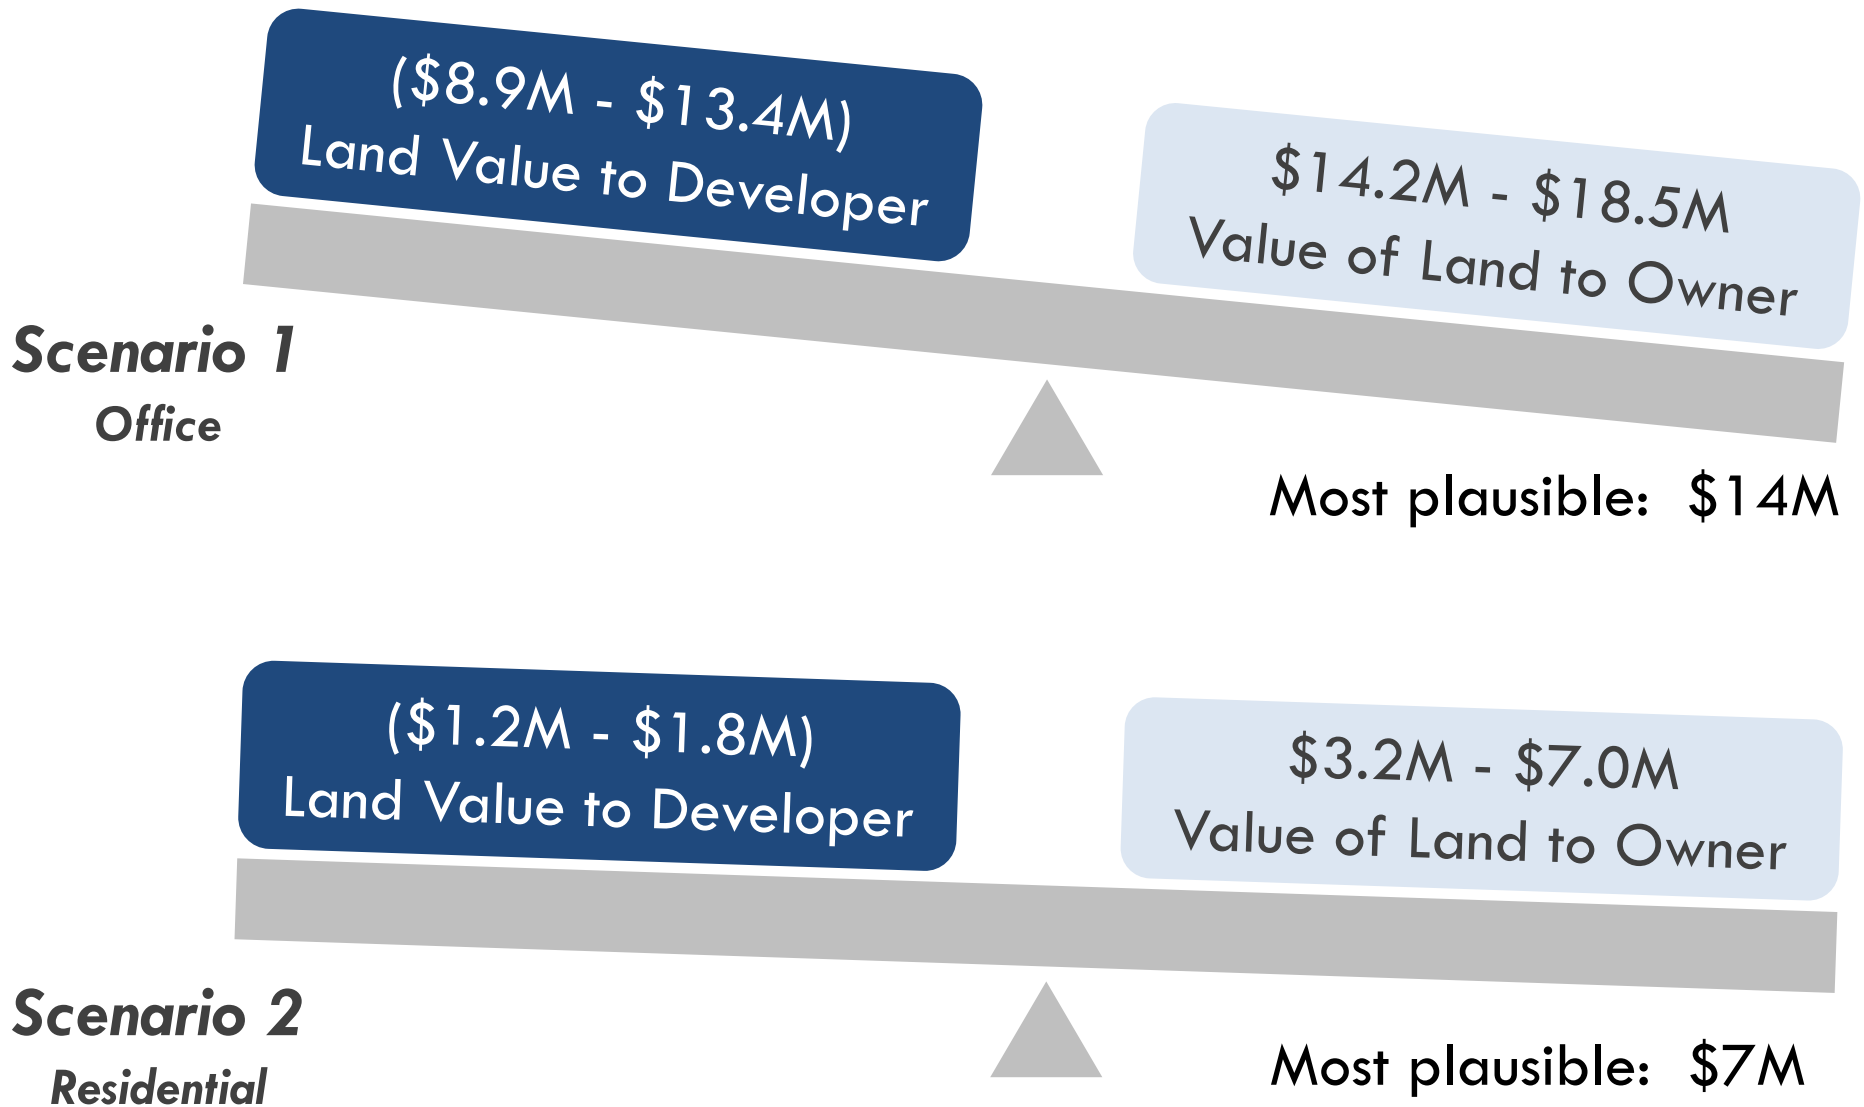 ($8.9M - $13.4M)
Land Value to Developer
$14.2M - $18.5M
Value of Land to Owner
Scenario 1
Office
Most plausible: $14M
($1.2M - $1.8M)
Land Value to Developer
$3.2M - $7.0M
Value of Land to Owner
Scenario 2
Residential
Most plausible: $7M